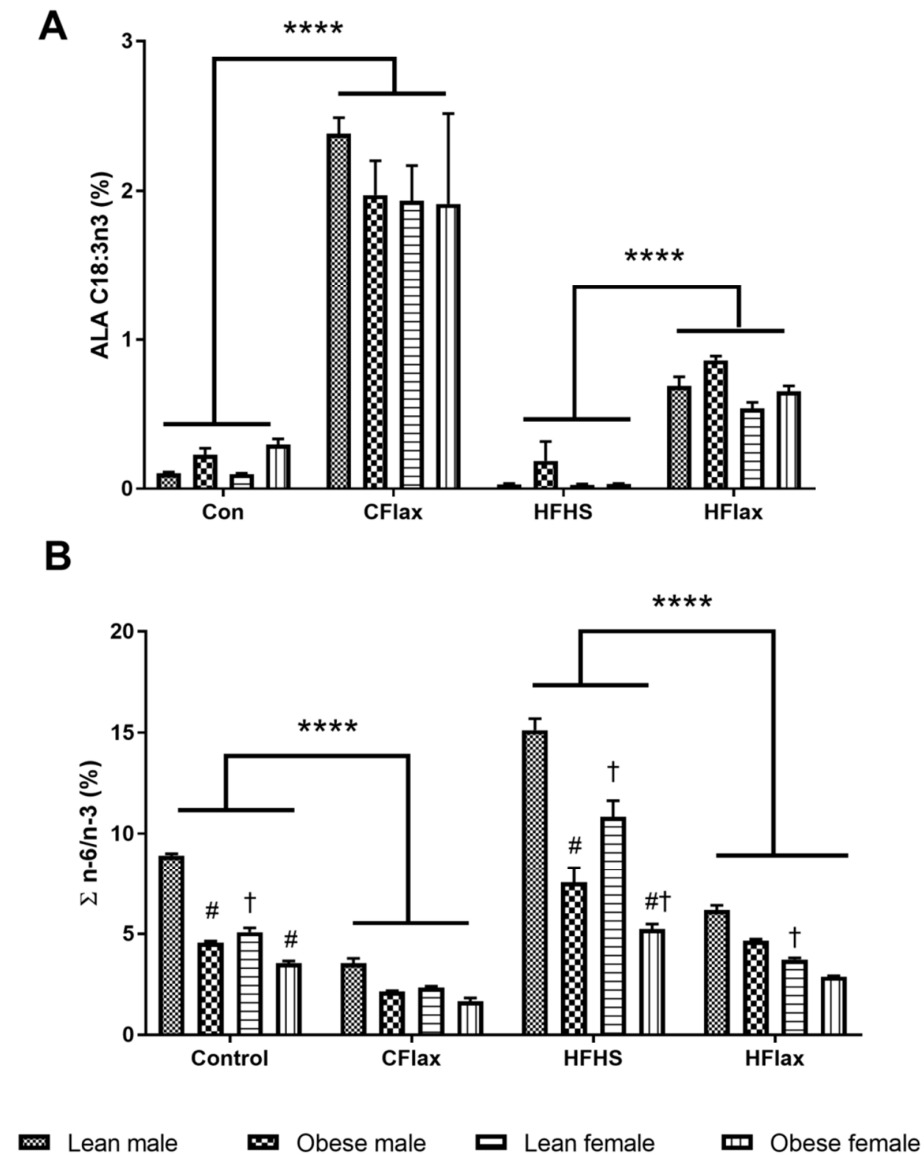 A
****
3
ALA C18:3n3 (%)
2
****
1
0
Con CFlax HFHS HFlax
B
****
20
Σ n-6/n-3 (%)
15
****
†
10
#
#†
# † #
5
†
0
Control CFlax HFHS HFlax
Lean male Obese male Lean female Obese female